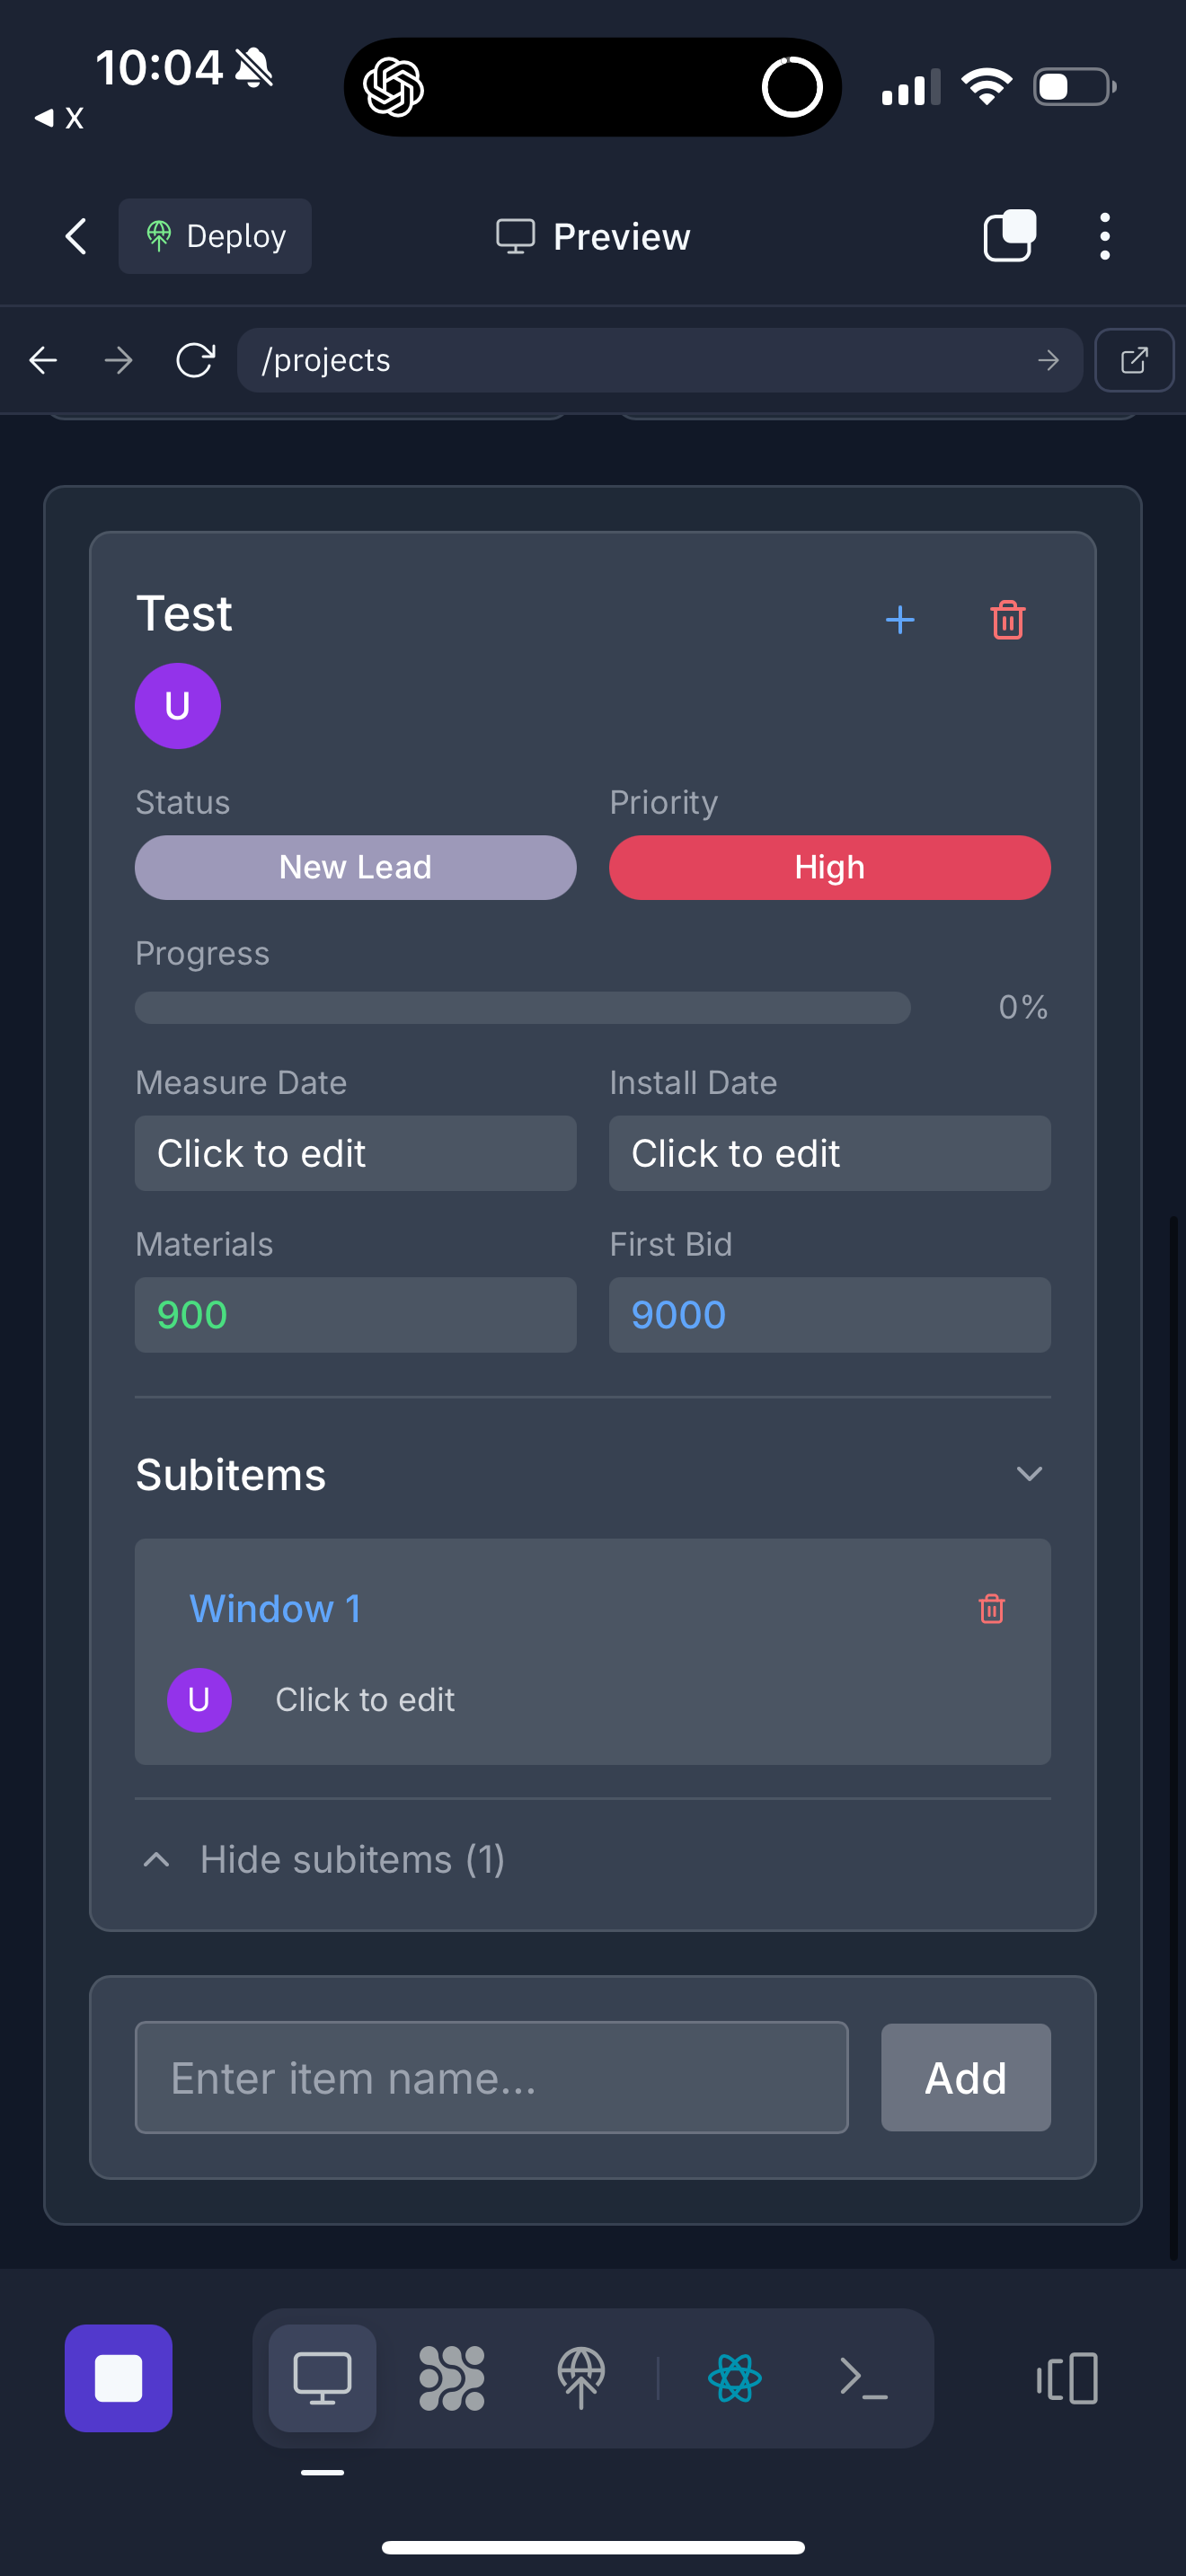 10:04
X
Deploy
Preview
/projects
Test
U
Status
Priority
New Lead
High
Progress
0%
Measure Date
Install Date
Click to edit
Click to edit
Materials
First Bid
900
9000
Subitems
Window 1
U
Click to edit
Hide subitems (1)
Enter item name...
Add